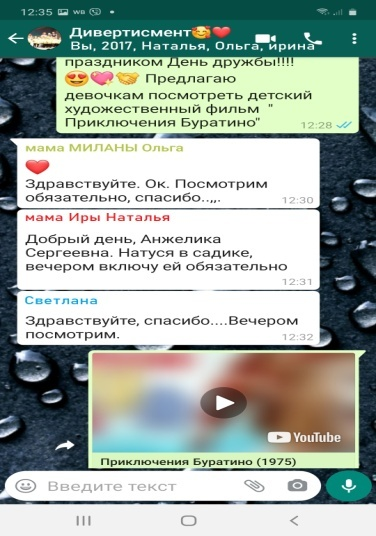 12:35 WB
Дивертисмент🥰❤️
Вы, 2017, Наталья, Ольга, ирина
праздником День дружбы!!!!
😍💘🤝 Предлагаю
девочкам посмотреть детский
художественный фильм "
Приключения Буратино"
12:28
мама МИЛАНЫ Ольга
❤️
Здравствуйте. Ок. Посмотрим
обязательно, спасибо..,,.
12:30
мама Иры Наталья
Добрый день, Анжелика
Сергеевна. Натуся в садике,
вечером включу ей обязательно
12:31
Светлана
Здравствуйте, спасибо....Вечером
посмотрим.
12:32
YouTube
Приключения Буратино (1975)
Введите текст